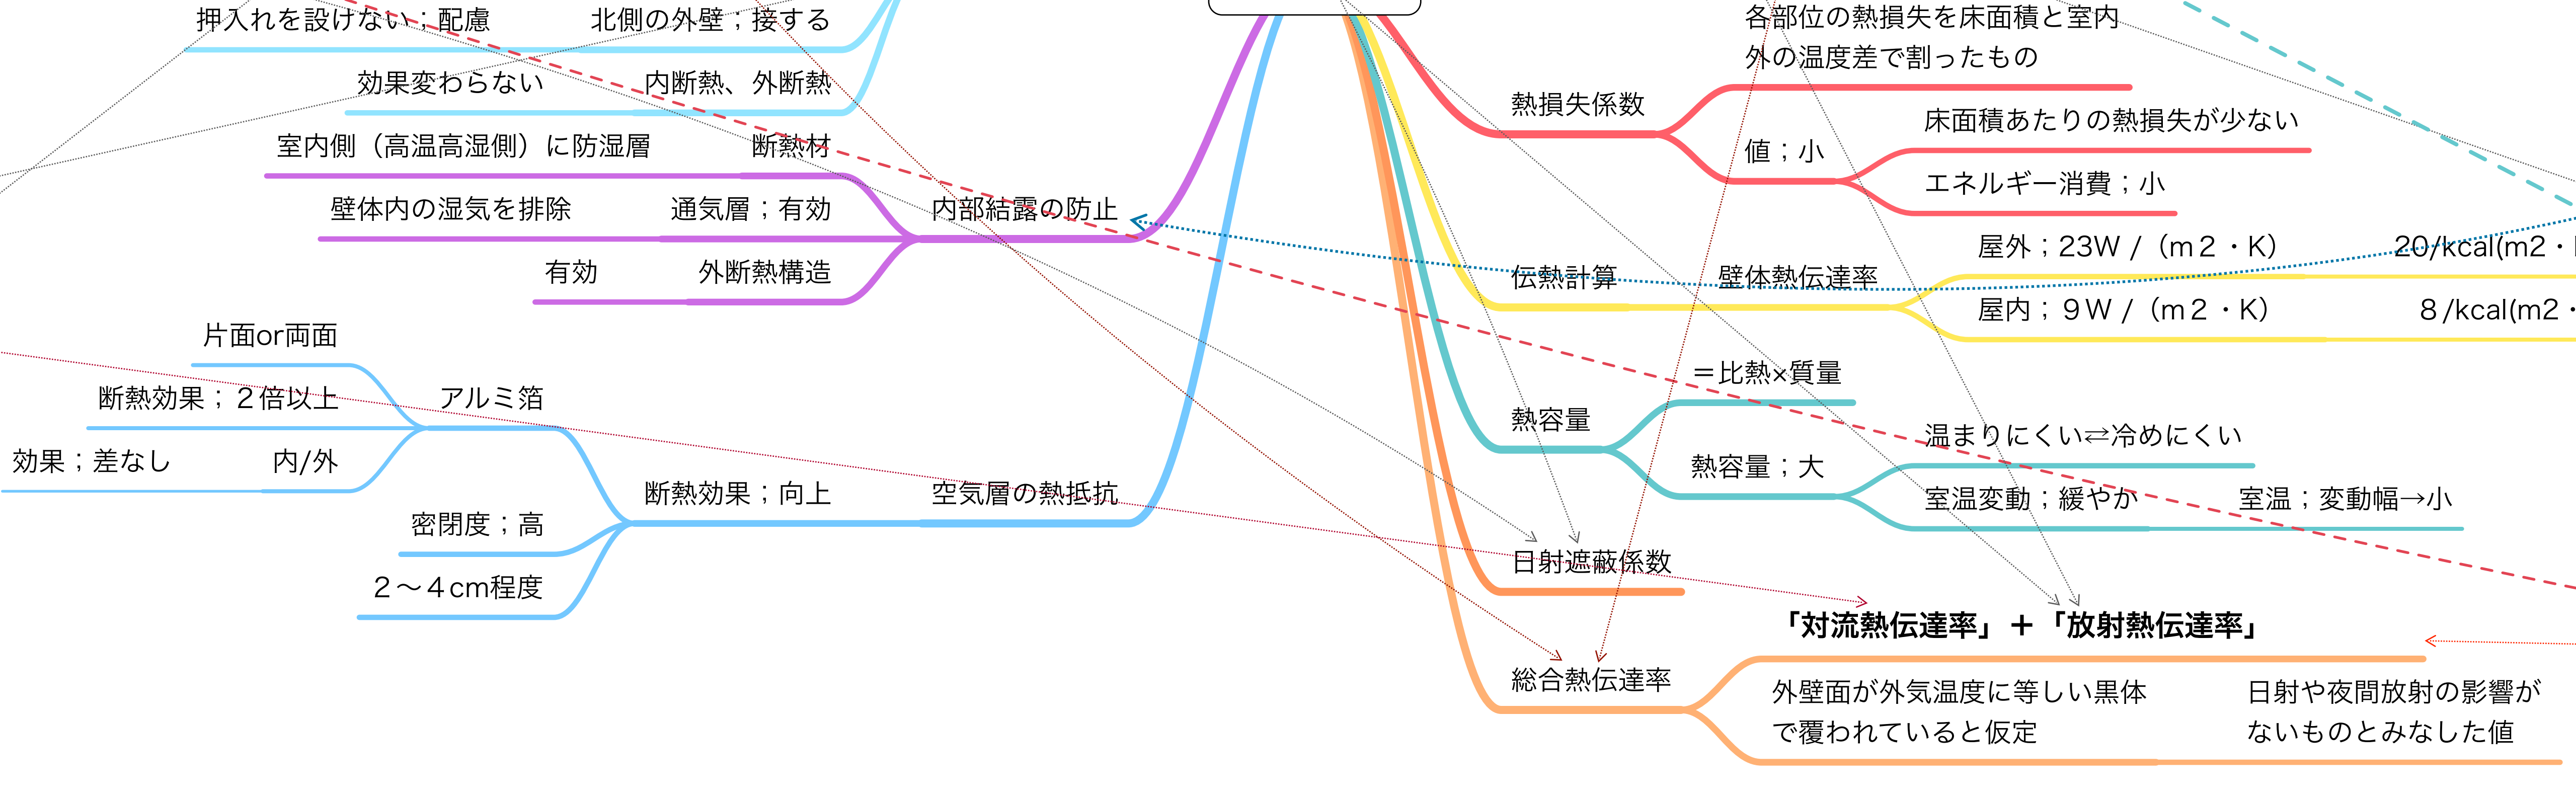 押入れを設けない；配慮
北側の外壁；接する
効果変わらない
内断熱、外断熱
室内側（高温高湿側）に防湿層
断熱材
壁体内の湿気を排除
通気層；有効
内部結露の防止
有効
外断熱構造
片面or両面
断熱効果；２倍以上
アルミ箔
効果；差なし
内/外
断熱効果；向上
空気層の熱抵抗
密閉度；高
２〜４cm程度
各部位の熱損失を床面積と室内
外の温度差で割ったもの
熱損失係数
床面積あたりの熱損失が少ない
値；小
エネルギー消費；小
屋外；23W /（m２・K）
20/kcal(m2・
伝熱計算
壁体熱伝達率
屋内；９W /（m２・K）
８/kcal(m2・
＝比熱×質量
熱容量
温まりにくい⇄冷めにくい
熱容量；大
室温変動；緩やか
室温；変動幅→小
日射遮蔽係数
「対流熱伝達率」＋「放射熱伝達率」
総合熱伝達率
外壁面が外気温度に等しい黒体
で覆われていると仮定
日射や夜間放射の影響が
ないものとみなした値